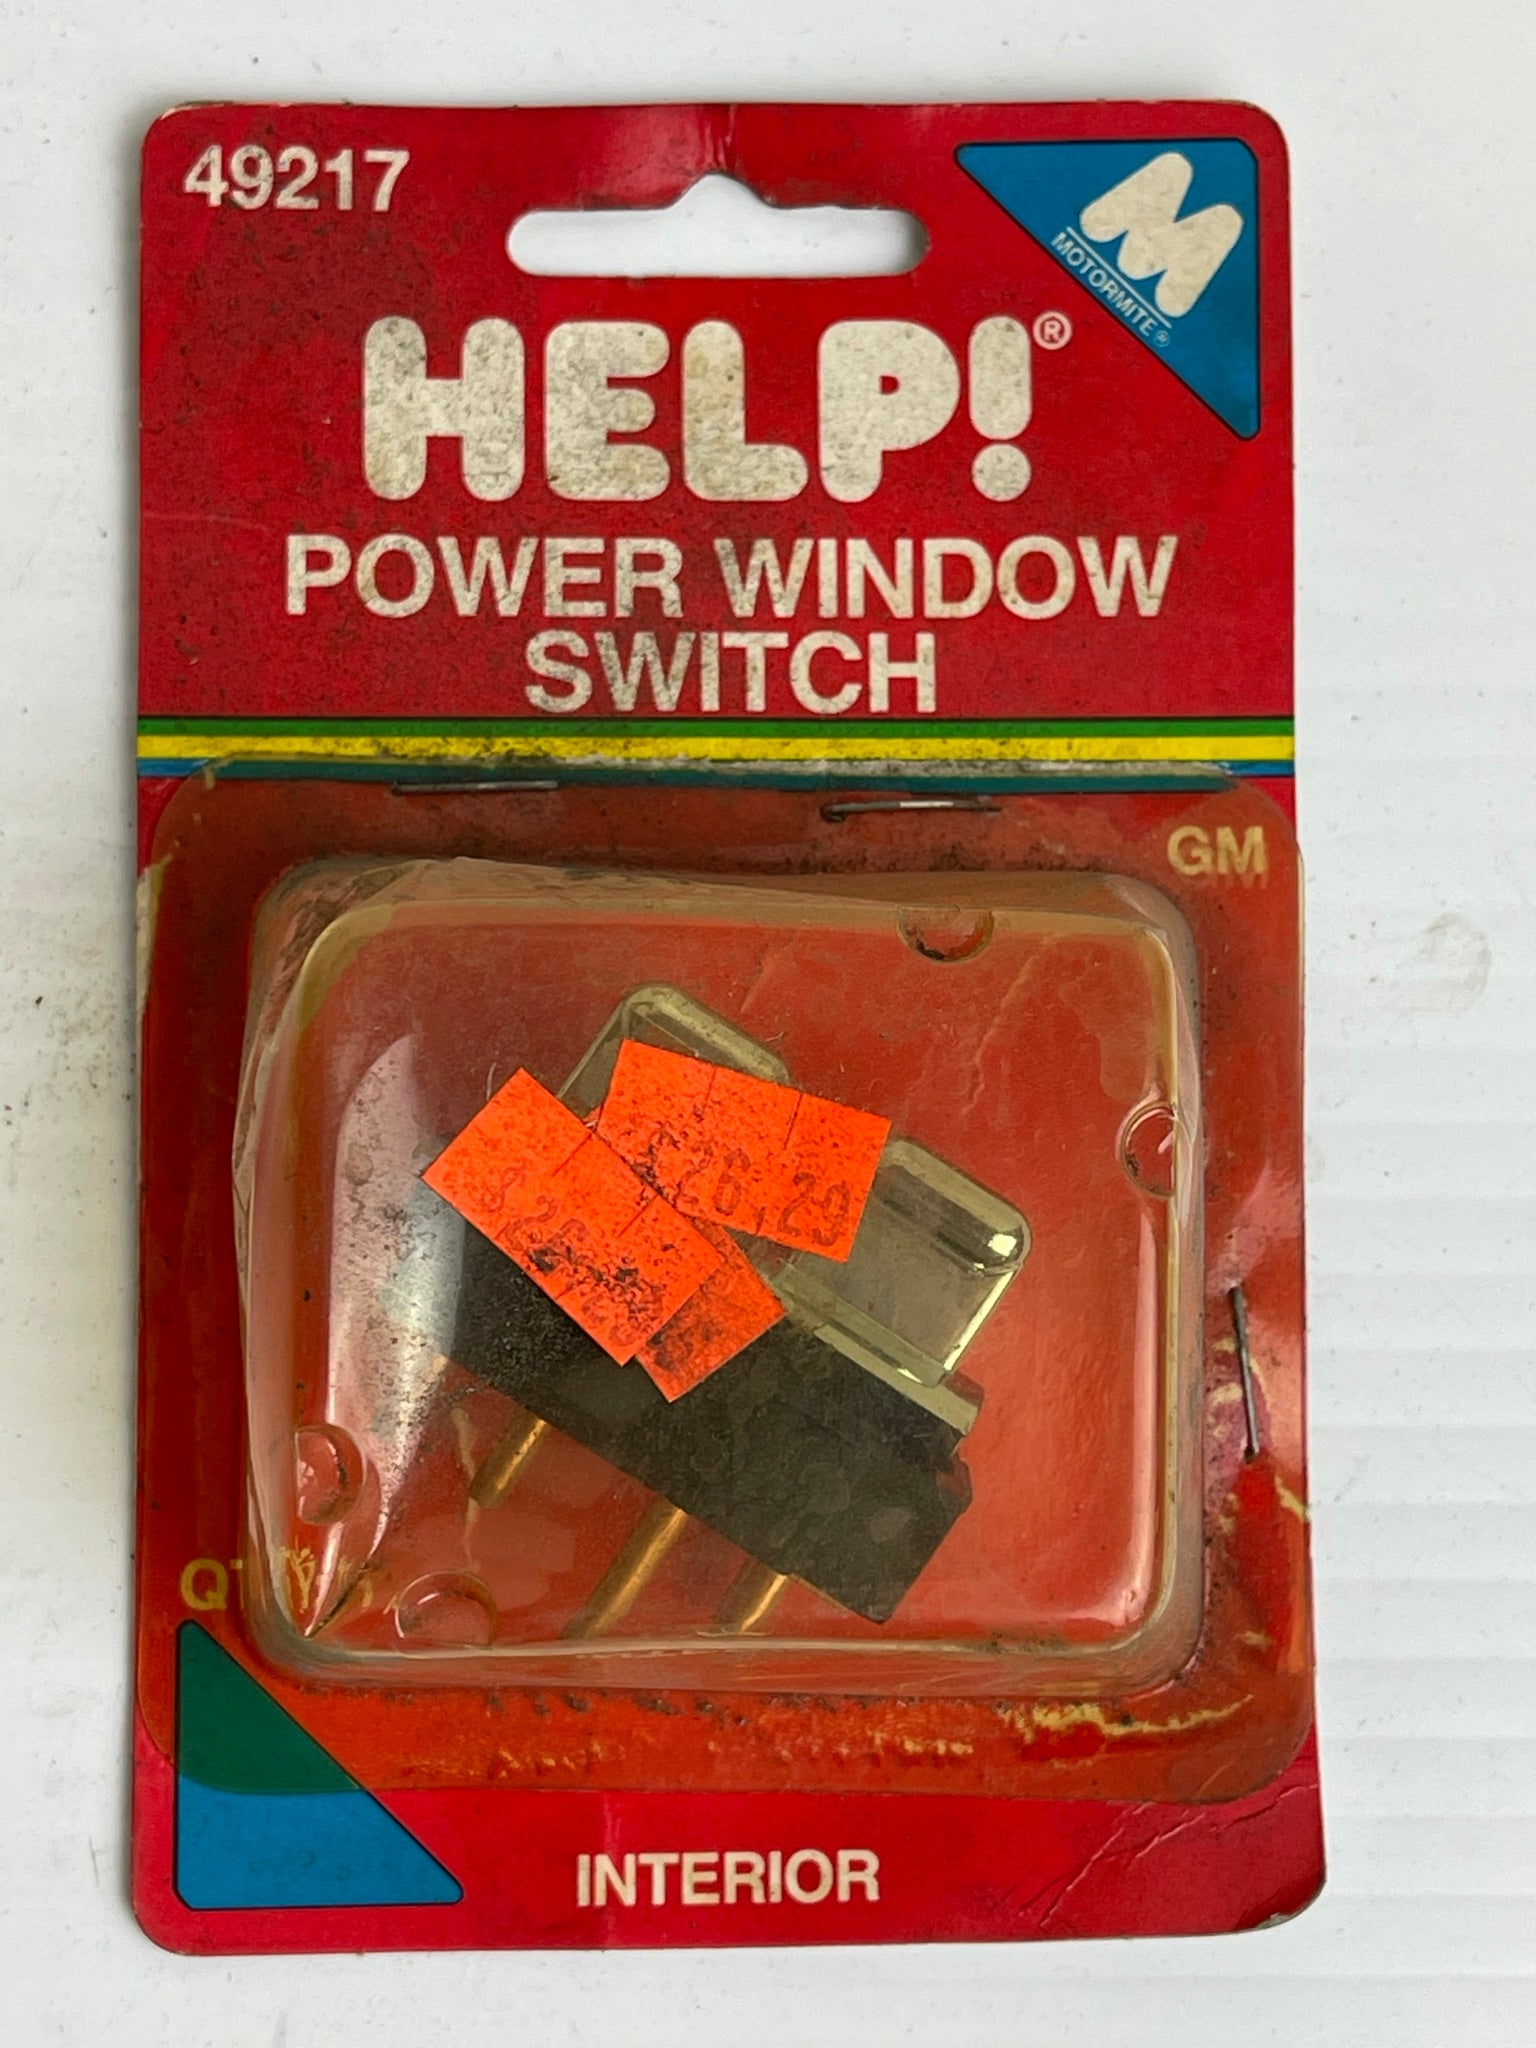 49217
M
MOTORMITE®
HELP!®
POWER WINDOW
SWITCH
GM
INTERIOR